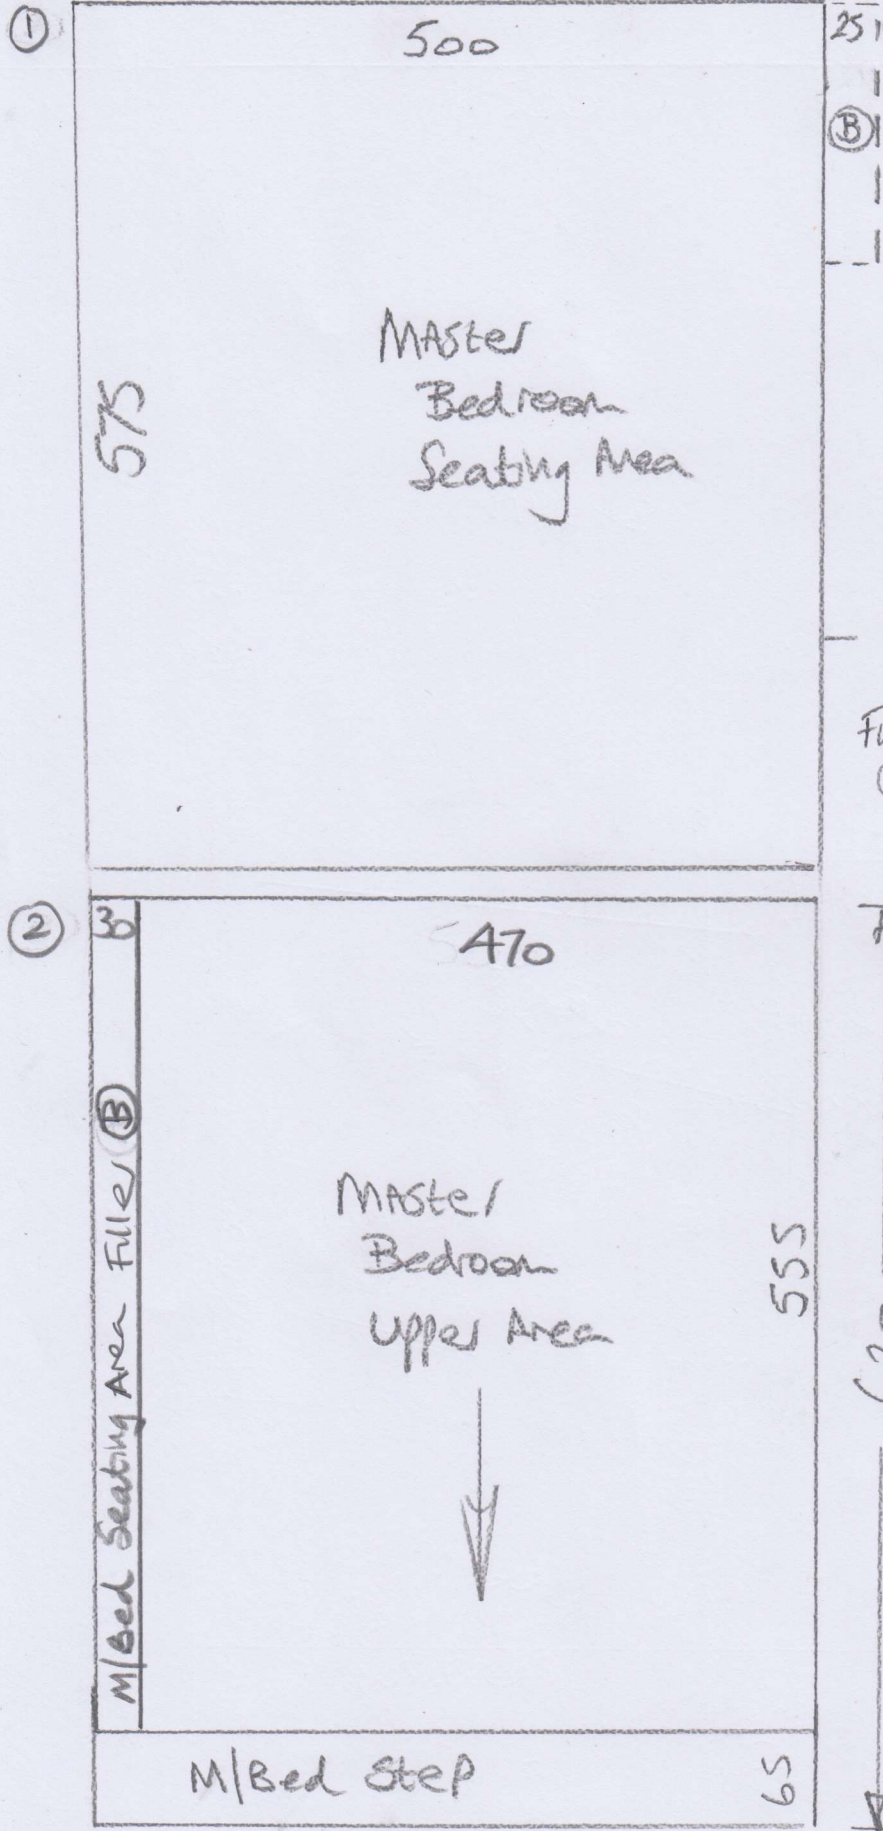 1
500
25
B
575
Master
Bedroom
Seating Area
2
30
470
M/Bed Seating Area Filler B
Master
Bedroom
Upper Area
555
M/Bed Step
65